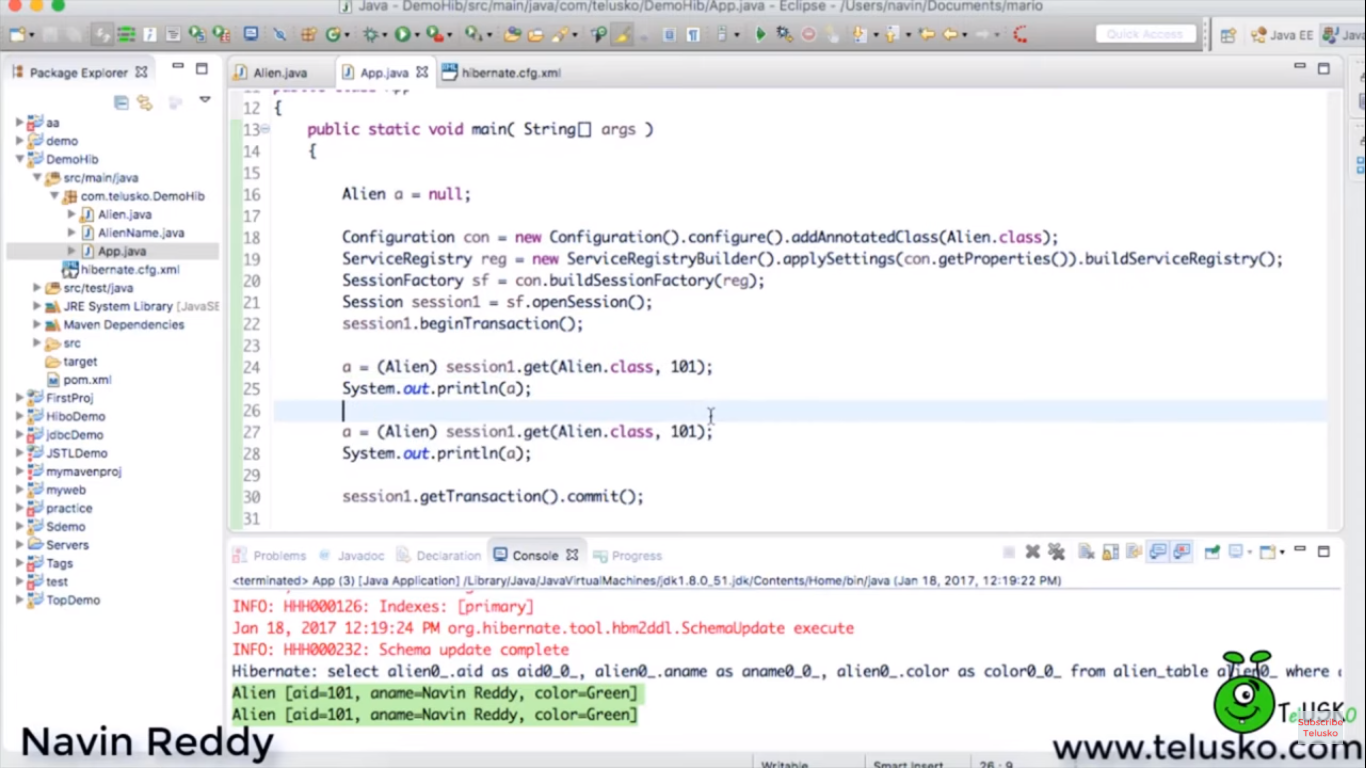 Java - DemoHib/src/main/java/com/telusko/DemoHib/App.java - Eclipse - /Users/navin/Documents/mario
Quick Access
Java EE
Java
Package Explorer
Alien.java
App.java
hibernate.cfg.xml
aa
demo
DemoHib
src/main/java
com.telusko.DemoHib
Alien.java
AlienName.java
App.java
hibernate.cfg.xml
src/test/java
JRE System Library [JavaSE
Maven Dependencies
src
target
pom.xml
FirstProj
HiboDemo
jdbcDemo
JSTLDemo
mymavenproj
myweb
practice
Sdemo
Servers
Tags
test
TopDemo
11 public class App
12 {
13 public static void main( String[] args )
14 {
15
16 Alien a = null;
17
18 Configuration con = new Configuration().configure().addAnnotatedClass(Alien.class);
19 ServiceRegistry reg = new ServiceRegistryBuilder().applySettings(con.getProperties()).buildServiceRegistry();
20 SessionFactory sf = con.buildSessionFactory(reg);
21 Session session1 = sf.openSession();
22 session1.beginTransaction();
23
24 a = (Alien) session1.get(Alien.class, 101);
25 System.out.println(a);
26
27 a = (Alien) session1.get(Alien.class, 101);
28 System.out.println(a);
29
30 session1.getTransaction().commit();
31
Problems Javadoc Declaration Console Progress
<terminated> App (3) [Java Application] /Library/Java/JavaVirtualMachines/jdk1.8.0_51.jdk/Contents/Home/bin/java (Jan 18, 2017, 12:19:22 PM)
INFO: HHH000126: Indexes: [primary]
Jan 18, 2017 12:19:24 PM org.hibernate.tool.hbm2ddl.SchemaUpdate execute
INFO: HHH000232: Schema update complete
Hibernate: select alien0_.aid as aid0_0_, alien0_.aname as aname0_0_, alien0_.color as color0_0_ from alien_table alien0_ where
Alien [aid=101, aname=Navin Reddy, color=Green]
Alien [aid=101, aname=Navin Reddy, color=Green]
Subscribe
Telusko
Navin Reddy
www.telusko.com
Writable Smart Insert 26 : 9